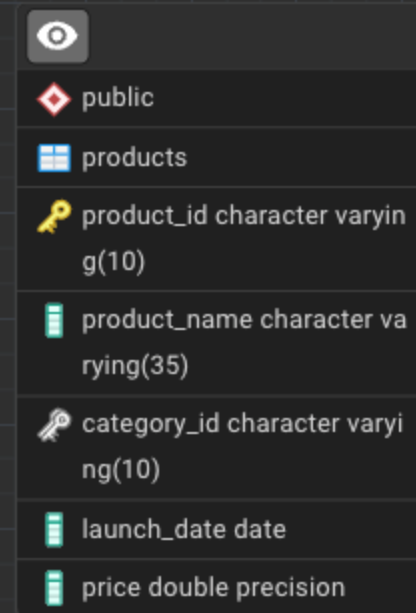 public
products
product_id character varyin
g(10)
product_name character va
rying(35)
category_id character varyi
ng(10)
launch_date date
price double precision